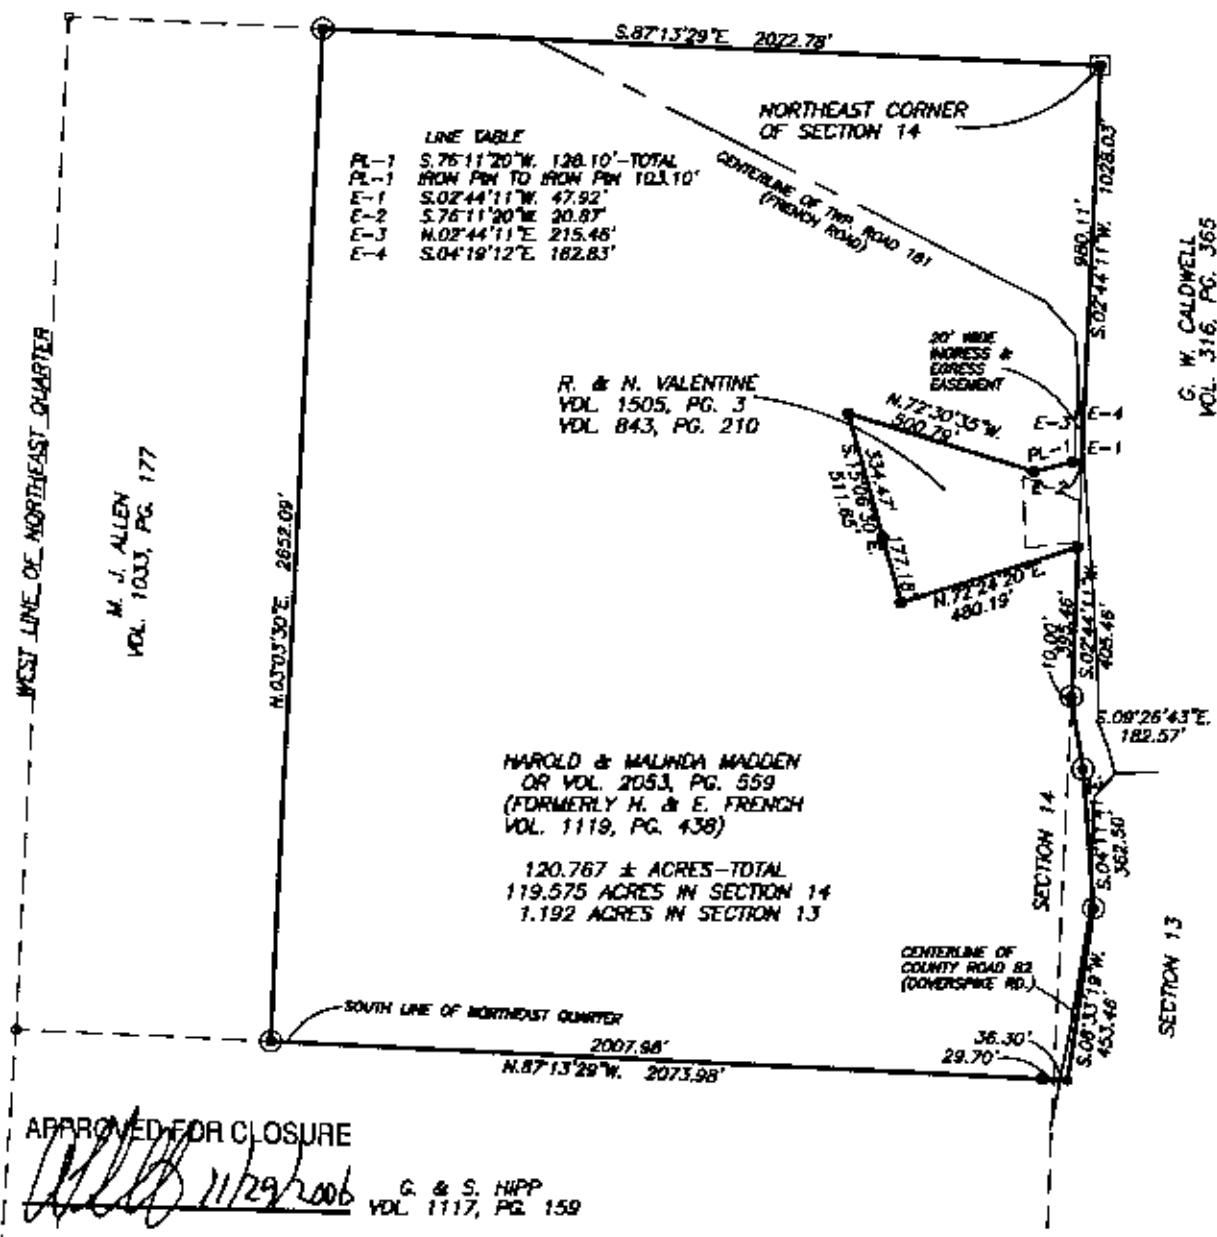 S.87°13'29"E. 2022.78'
NORTHEAST CORNER
OF SECTION 14
LINE TABLE
PL-1 S.76°11'20"W. 128.10'-TOTAL
PL-1 IRON PIN TO IRON PIN 103.10'
E-1 S.02°44'11"W. 47.92'
E-2 S.76°11'20"W. 20.87'
E-3 N.02°44'11"E. 215.46'
E-4 S.04°19'12"E. 162.83'
CENTERLINE OF TWP. ROAD 181
(FRENCH ROAD)
S.02°44'11"W. 1028.03'
980.11'
G. W. CALDWELL
VOL. 316, PG. 365
20' WIDE
INGRESS &
EGRESS
EASEMENT
R. & N. VALENTINE
VOL. 1505, PG. 3
VOL. 843, PG. 210
N.72°30'35"W.
500.79'
E-3
E-4
PL-1
E-1
E-2
334.47'
S.15°06'30"E.
511.65'
177.18'
N.72°24'20"E.
480.19'
WEST LINE OF NORTHEAST QUARTER
M. J. ALLEN
VOL. 1033, PG. 177
N.03°03'30"E. 2652.09'
10.00'
395.46'
S.02°44'11"W.
405.46'
S.09°26'43"E.
182.57'
HAROLD & MALINDA MADDEN
OR VOL. 2053, PG. 559
(FORMERLY H. & E. FRENCH
VOL. 1119, PG. 438)
120.767 ± ACRES-TOTAL
119.575 ACRES IN SECTION 14
1.192 ACRES IN SECTION 13
SECTION 14
S.04°11'41"E.
362.50'
SECTION 13
CENTERLINE OF
COUNTY ROAD 82
(DOVERSPIKE RD.)
S.08°33'19"W.
453.46'
SOUTH LINE OF NORTHEAST QUARTER
2007.98'
N.87°13'29"W. 2073.98'
36.30'
29.70'
APPROVED FOR CLOSURE
11/29/2006
G. & S. HIPP
VOL. 1117, PG. 159